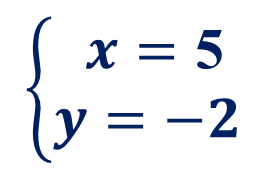 x = 5
y = −2